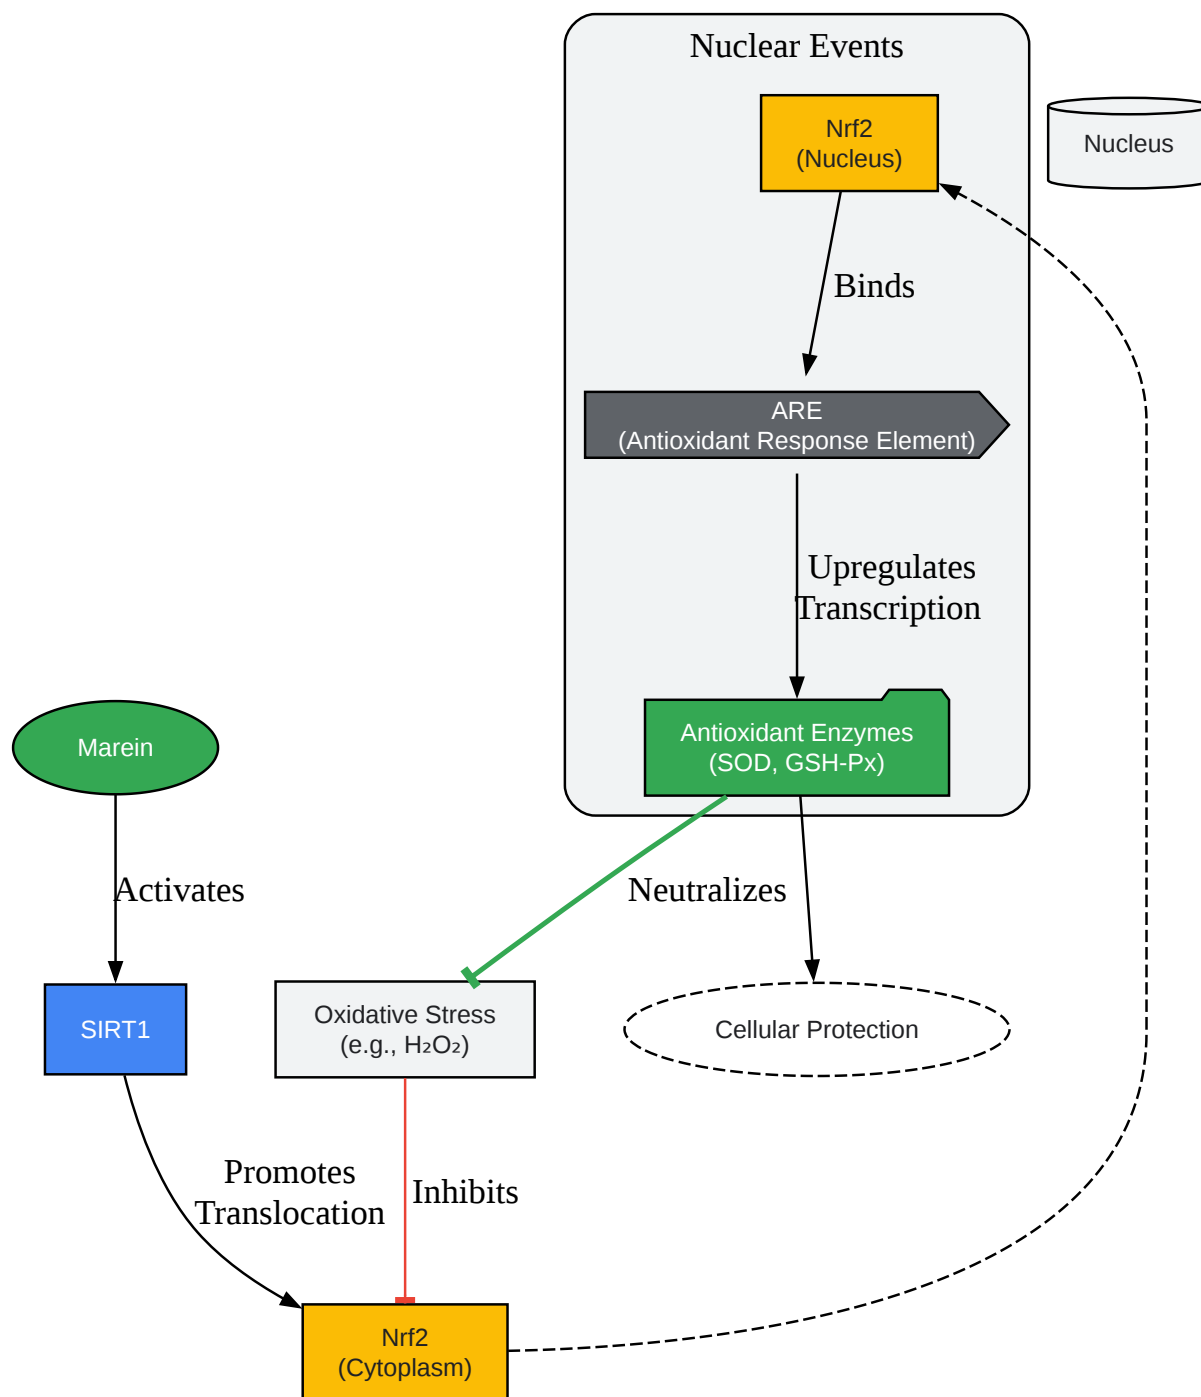 Nuclear Events
Nrf2
(Nucleus)
Nucleus
Binds
ARE
(Antioxidant Response Element)
Upregulates
Transcription
Antioxidant Enzymes
(SOD, GSH-Px)
Marein
Activates
Neutralizes
SIRT1
Oxidative Stress
(e.g., H₂O₂)
Cellular Protection
Promotes
Translocation
Inhibits
Nrf2
(Cytoplasm)